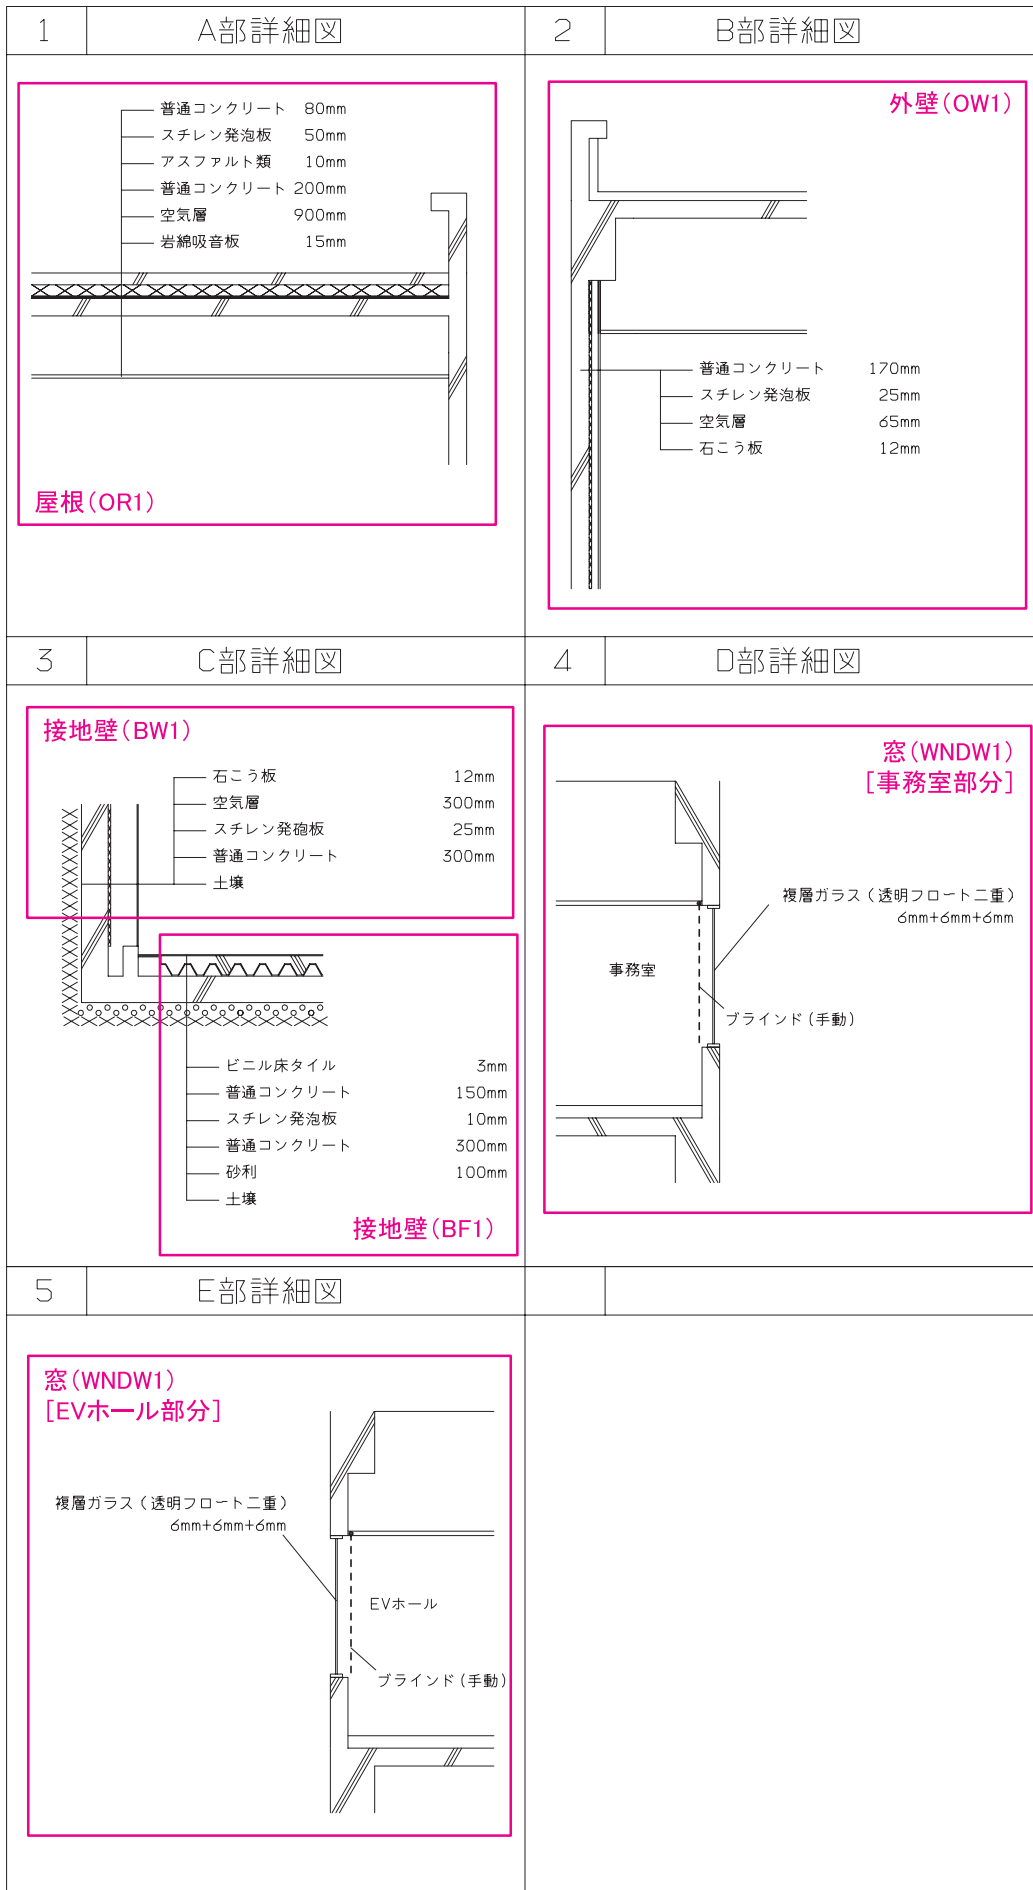 1 A部詳細図
普通コンクリート 80mm
スチレン発泡板 50mm
アスファルト類 10mm
普通コンクリート 200mm
空気層 900mm
岩綿吸音板 15mm
屋根(OR1)
2 B部詳細図
外壁(OW1)
普通コンクリート 170mm
スチレン発泡板 25mm
空気層 65mm
石こう板 12mm
3 C部詳細図
接地壁(BW1)
石こう板 12mm
空気層 300mm
スチレン発砲板 25mm
普通コンクリート 300mm
土壌
ビニル床タイル 3mm
普通コンクリート 150mm
スチレン発泡板 10mm
普通コンクリート 300mm
砂利 100mm
土壌
接地壁(BF1)
4 D部詳細図
窓(WNDW1)
[事務室部分]
複層ガラス(透明フロート二重)
6mm+6mm+6mm
事務室
ブラインド(手動)
5 E部詳細図
窓(WNDW1)
[EVホール部分]
複層ガラス(透明フロート二重)
6mm+6mm+6mm
EVホール
ブラインド(手動)